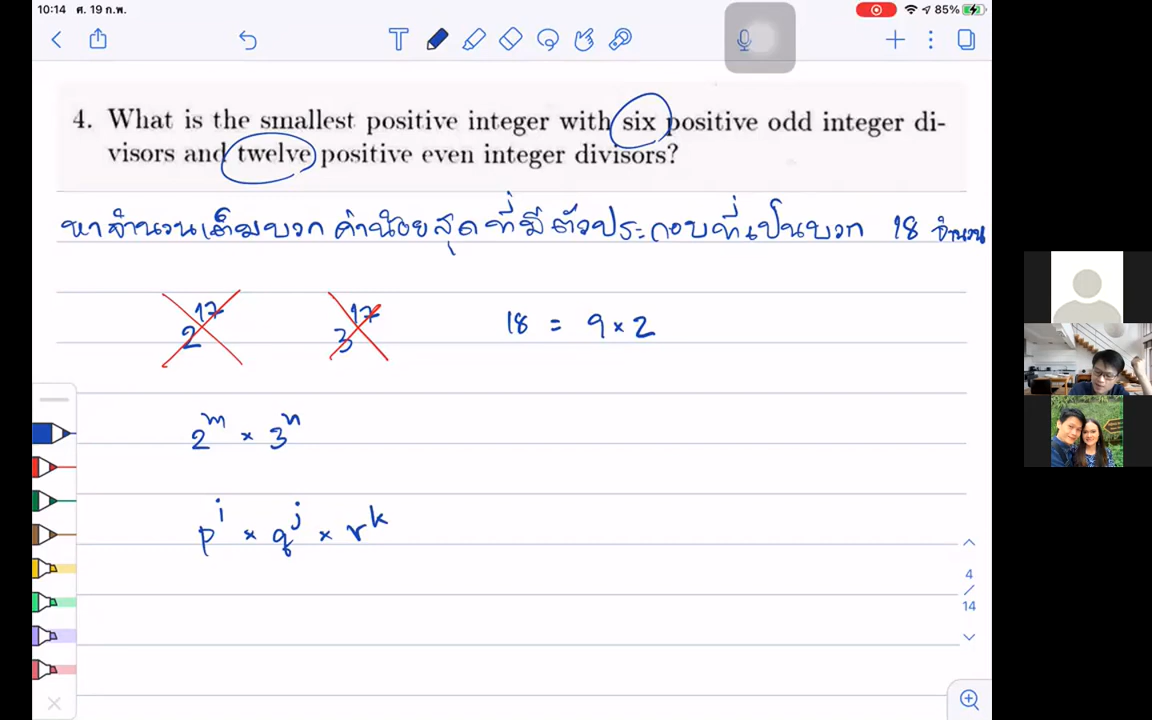 10:14 ศ. 19 ก.พ.
85%
4. What is the smallest positive integer with six positive odd integer di-
visors and twelve positive even integer divisors?
หาจำนวนเต็มบวก ค่าน้อยสุด ที่มี ตัวประกอบที่เป็นบวก 18 จำนวน
2^17 3^17 18 = 9 × 2
2^m × 3^n
p^i × q^j × r^k
4
/
14